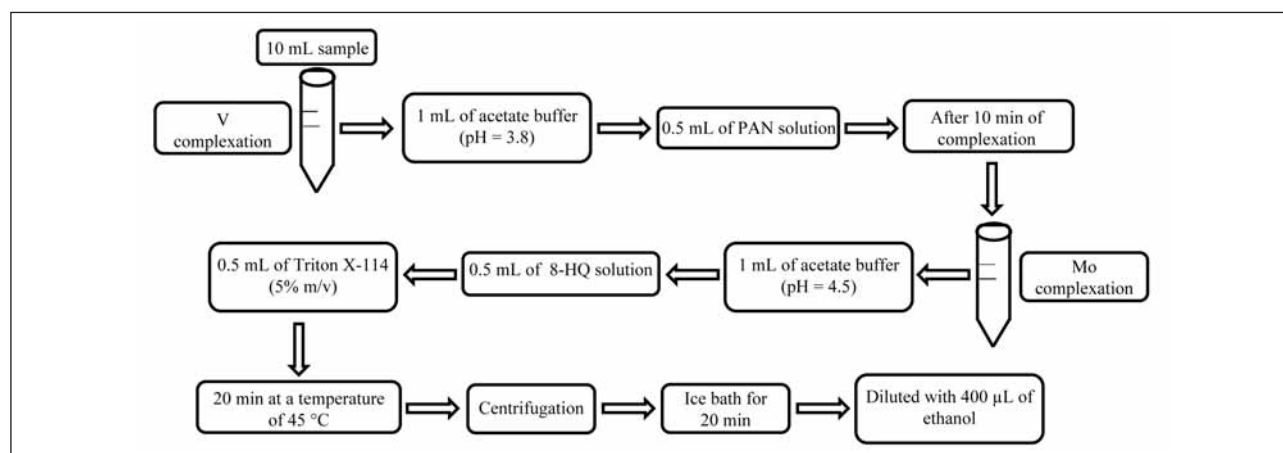 10 mL sample
V
complexation
1 mL of acetate buffer
(pH = 3.8)
0.5 mL of PAN solution
After 10 min of
complexation
Mo
complexation
1 mL of acetate buffer
(pH = 4.5)
0.5 mL of 8-HQ solution
0.5 mL of Triton X-114
(5% m/v)
20 min at a temperature
of 45 °C
Centrifugation
Ice bath for
20 min
Diluted with 400 µL of
ethanol